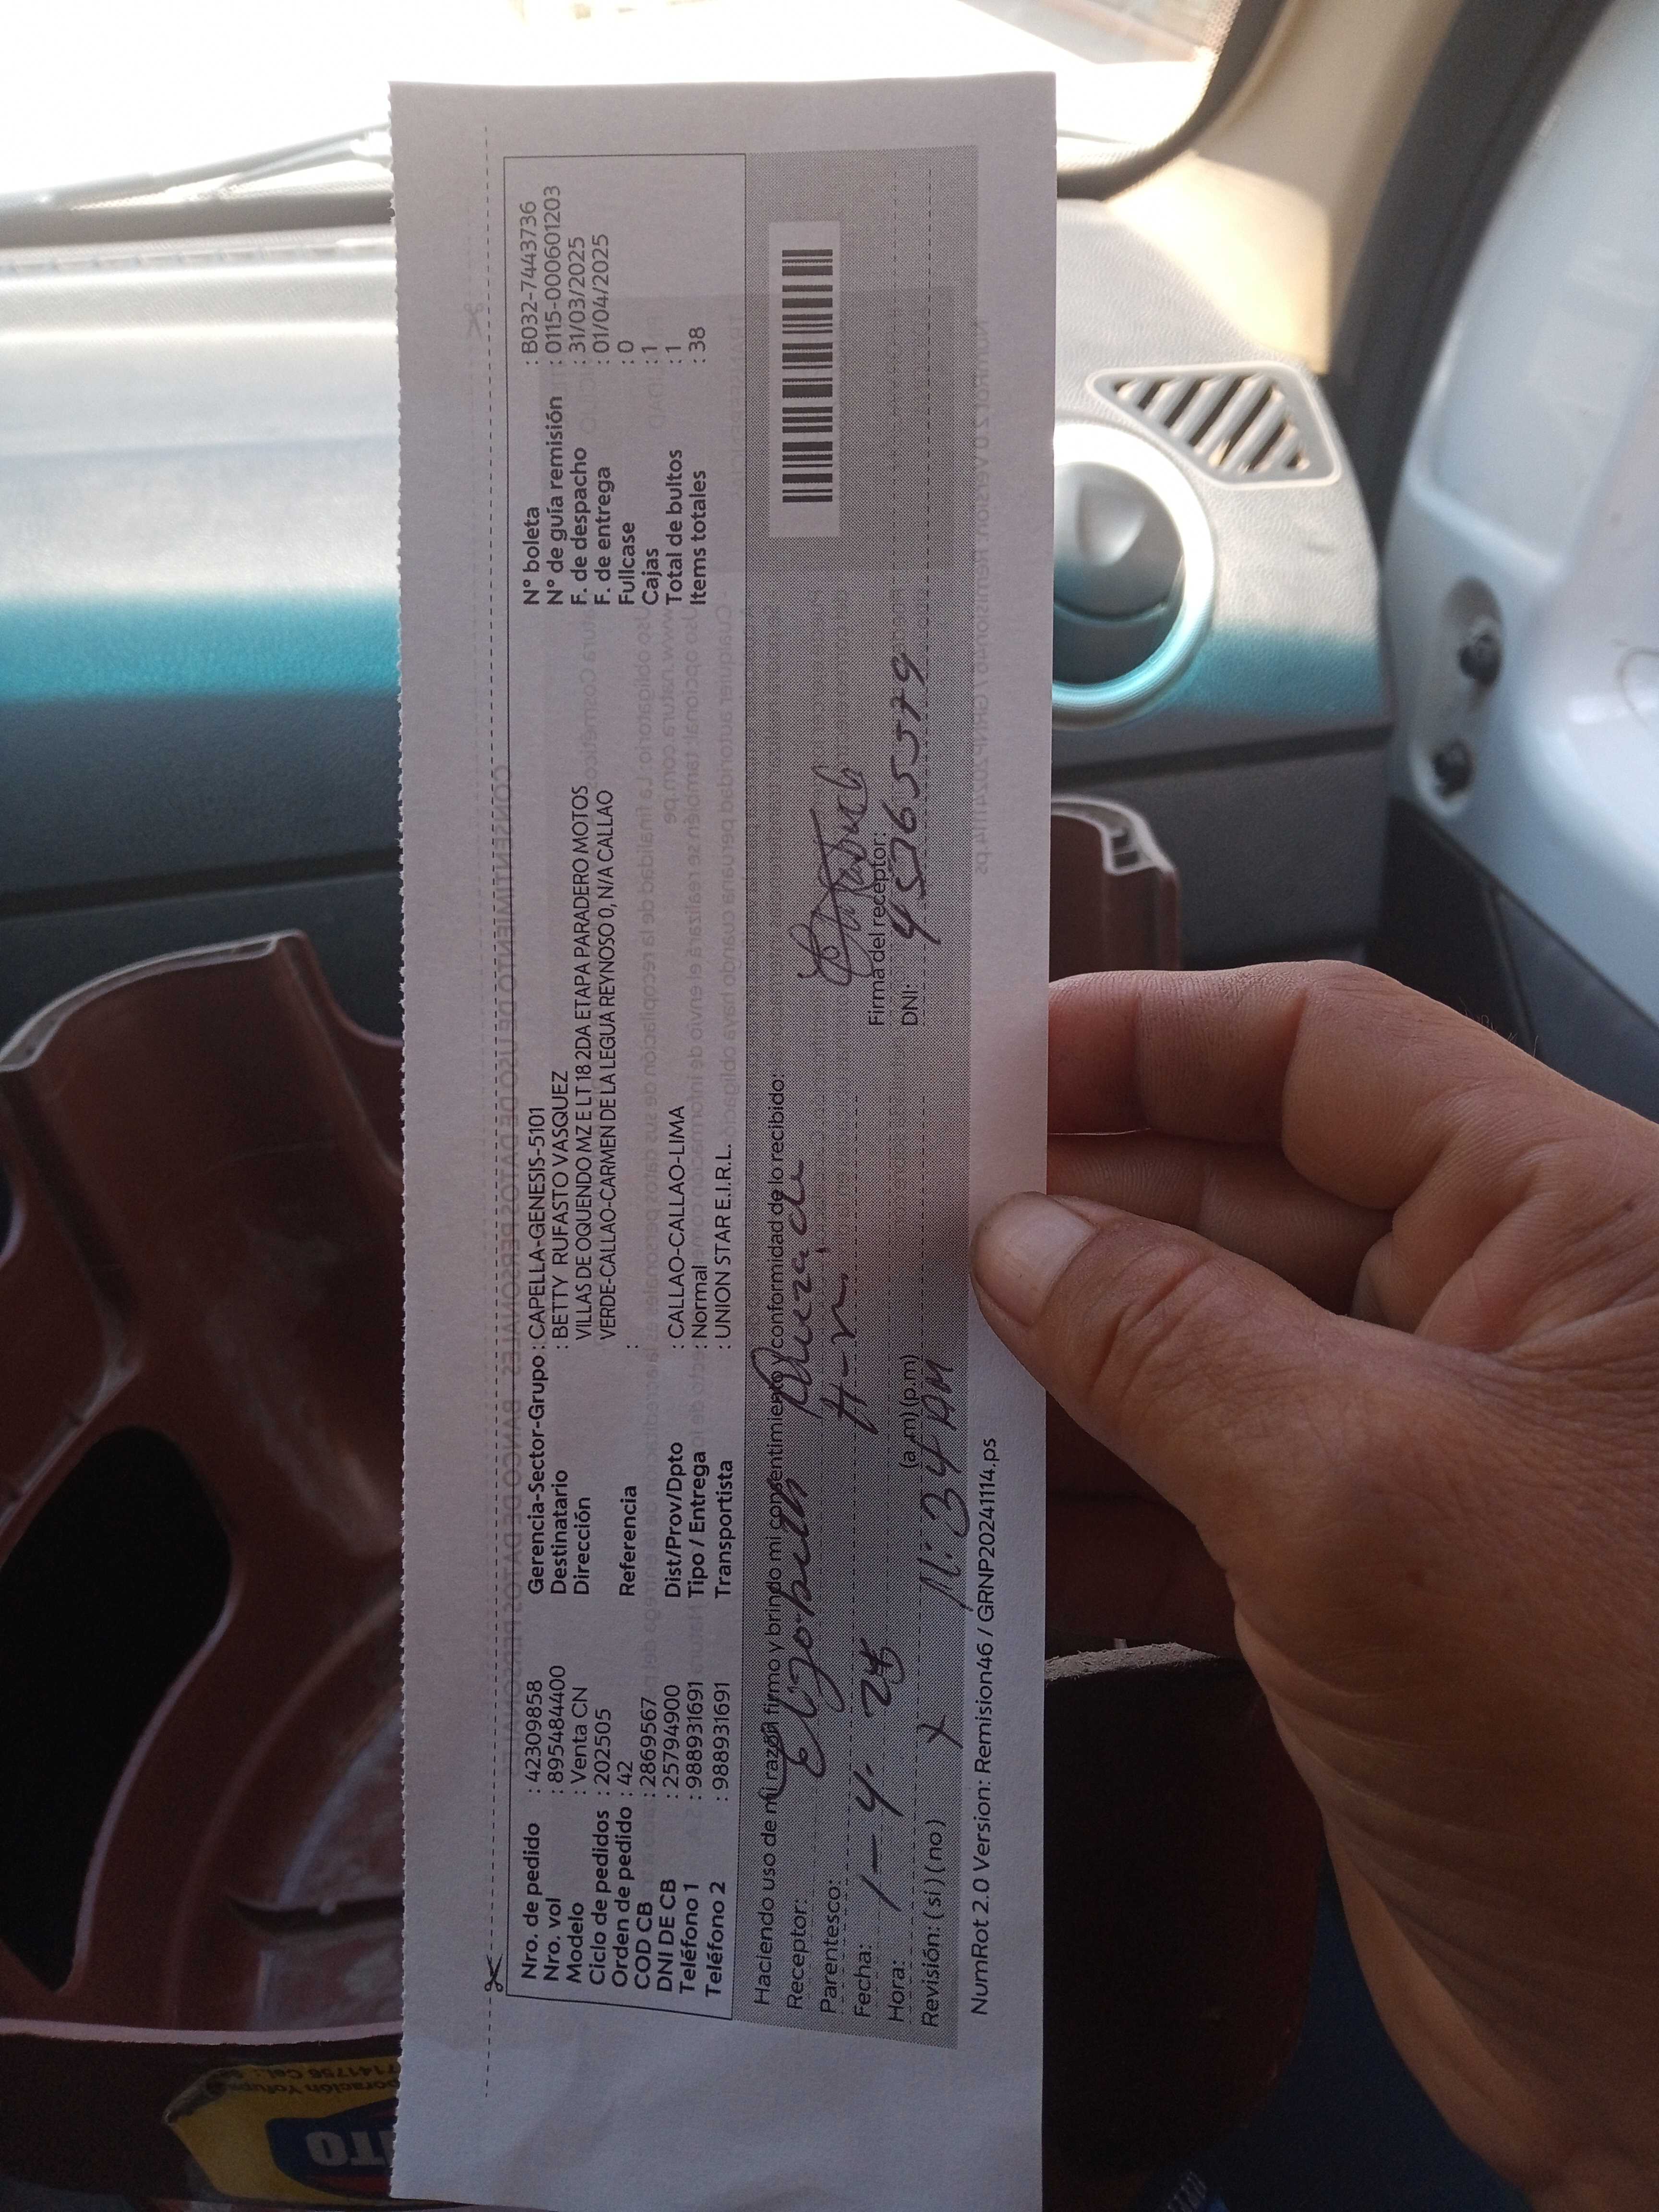 Nro. de pedido : 42309858
Nro. vol : 895484400
Modelo : Venta CN
Ciclo de pedidos : 202505
Orden de pedido : 42
COD CB : 2869567
DNI DE CB : 25794900
Teléfono 1 : 988931691
Teléfono 2 : 988931691
Gerencia-Sector-Grupo : CAPELLA-GENESIS-5101
Destinatario : BETTY RUFASTO VASQUEZ
Dirección VILLAS DE OQUENDO MZ E LT 18 2DA ETAPA PARADERO MOTOS
VERDE-CALLAO-CARMEN DE LA LEGUA REYNOSO 0, N/A CALLAO
Referencia :
Dist/Prov/Dpto : CALLAO-CALLAO-LIMA
Tipo / Entrega : Normal
Transportista : UNION STAR E.I.R.L.
N° boleta : B032-74443736
N° de guía remisión : 0115-000601203
F. de despacho : 31/03/2025
F. de entrega : 01/04/2025
Fullcase : 0
Cajas : 1
Total de bultos : 1
Items totales : 38
Haciendo uso de mi razón firmo y brindo mi consentimiento y conformidad de lo recibido:
Receptor:
Parentesco:
Fecha: 1-4-
Hora: (a.m) (p.m) 11:34 AM
Revisión: ( si ) ( no ) X
Firma del receptor:
DNI:
NumRot 2.0 Version: Remision46 / GRNP20241114.ps